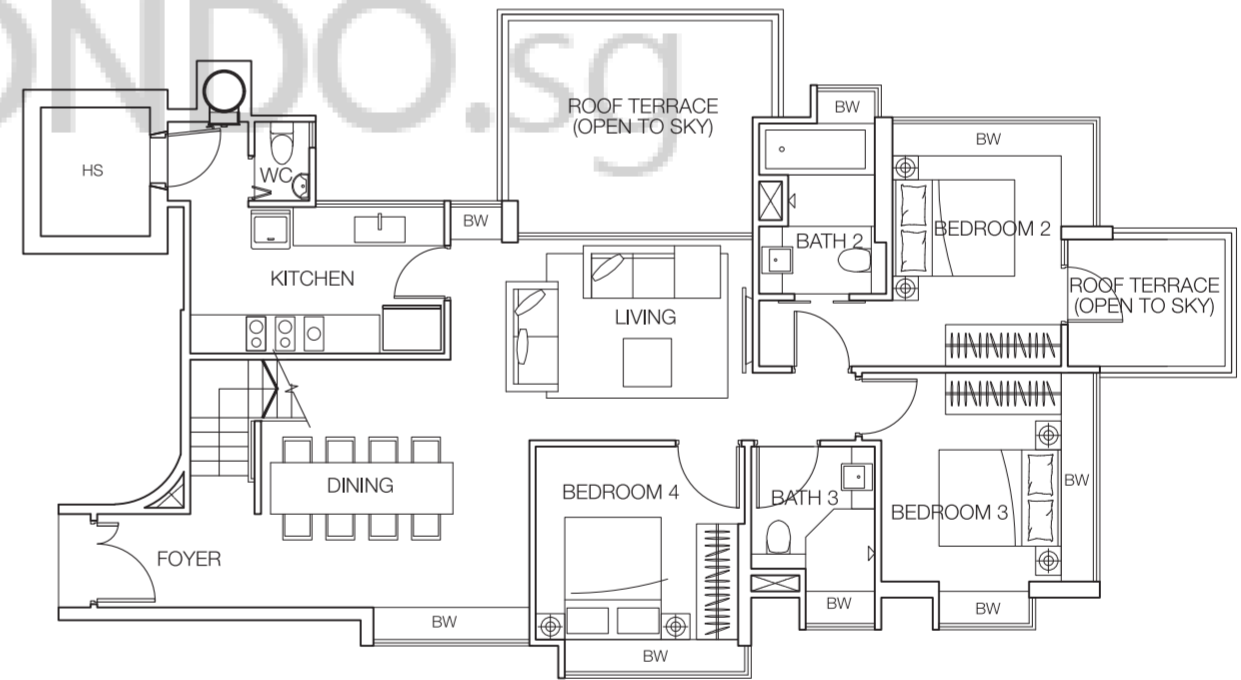 ONDO.sg
ROOF TERRACE
(OPEN TO SKY)
BW
BW
HS
WC
BW
BATH 2
BEDROOM 2
KITCHEN
LIVING
ROOF TERRACE
(OPEN TO SKY)
DINING
BEDROOM 4
BATH 3
BEDROOM 3
BW
FOYER
BW
BW
BW
BW